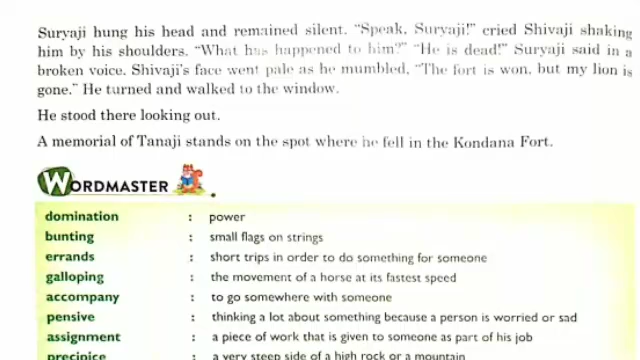 Suryaji hung his head and remained silent. "Speak, Suryaji!" cried Shivaji shaking
him by his shoulders. "What has happened to him?" "He is dead!" Suryaji said in a
broken voice. Shivaji's face went pale as he mumbled, "The fort is won, but my lion is
gone." He turned and walked to the window.
He stood there looking out.
A memorial of Tanaji stands on the spot where he fell in the Kondana Fort.
WORDMASTER
domination : power
bunting : small flags on strings
errands : short trips in order to do something for someone
galloping : the movement of a horse at its fastest speed
accompany : to go somewhere with someone
pensive : thinking a lot about something because a person is worried or sad
assignment : a piece of work that is given to someone as part of his job
precipice : a very steep side of a high rock or a mountain